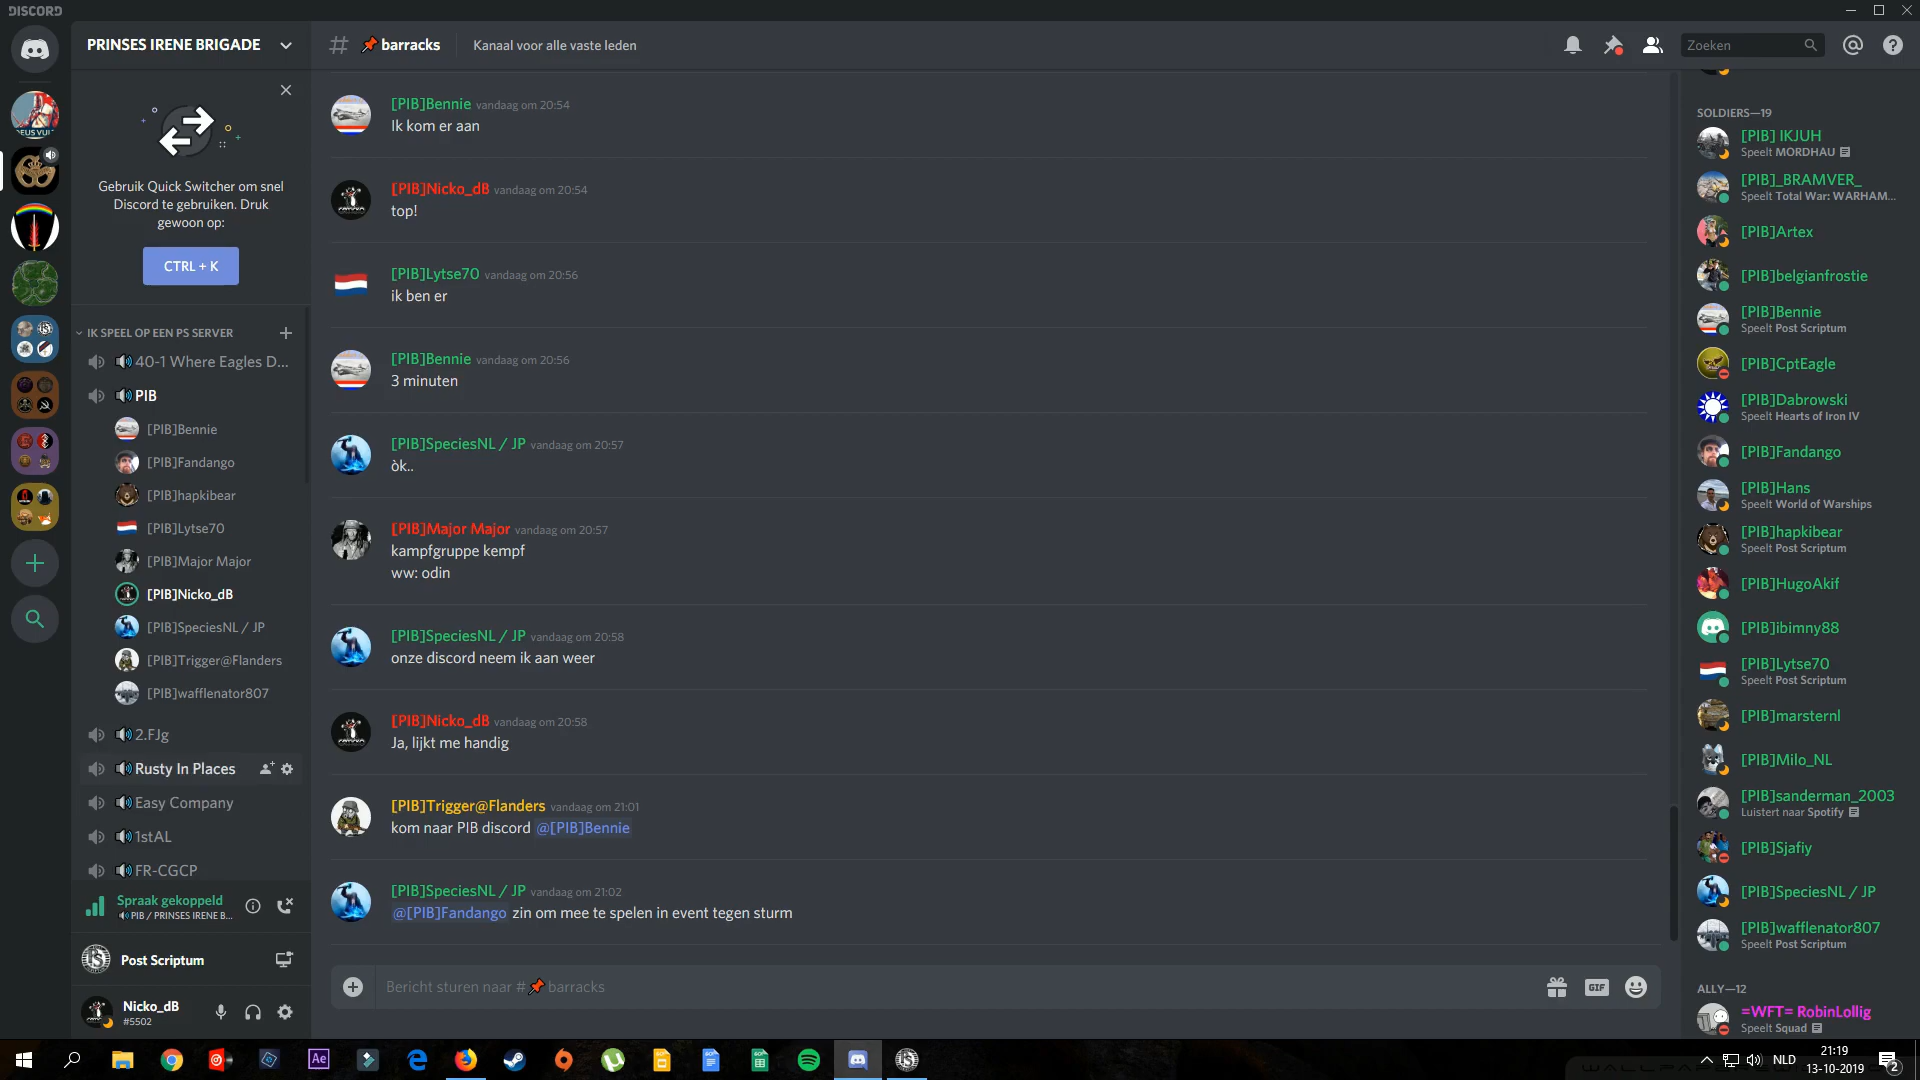 DISCORD
PRINSES IRENE BRIGADE
Gebruik Quick Switcher om snel
Discord te gebruiken. Druk
gewoon op:
CTRL + K
IK SPEEL OP EEN PS SERVER
40-1 Where Eagles D...
PIB
[PIB]Bennie
[PIB]Fandango
[PIB]hapkibear
[PIB]Lytse70
[PIB]Major Major
[PIB]Nicko_dB
[PIB]SpeciesNL / JP
[PIB]Trigger@Flanders
[PIB]wafflenator807
2.FJg
Rusty In Places
Easy Company
1stAL
FR-CGCP
Spraak gekoppeld
PIB / PRINSES IRENE B...
Post Scriptum
Nicko_dB
#5502
# barracks Kanaal voor alle vaste leden
Zoeken
[PIB]Bennie vandaag om 20:54
Ik kom er aan
[PIB]Nicko_dB vandaag om 20:54
top!
[PIB]Lytse70 vandaag om 20:56
ik ben er
[PIB]Bennie vandaag om 20:56
3 minuten
[PIB]SpeciesNL / JP vandaag om 20:57
òk..
[PIB]Major Major vandaag om 20:57
kampfgruppe kempf
ww: odin
[PIB]SpeciesNL / JP vandaag om 20:58
onze discord neem ik aan weer
[PIB]Nicko_dB vandaag om 20:58
Ja, lijkt me handig
[PIB]Trigger@Flanders vandaag om 21:01
kom naar PIB discord @[PIB]Bennie
[PIB]SpeciesNL / JP vandaag om 21:02
@[PIB]Fandango zin om mee te spelen in event tegen sturm
Bericht sturen naar # barracks
GIF
SOLDIERS—19
[PIB] IKJUH
Speelt MORDHAU
[PIB]_BRAMVER_
Speelt Total War: WARHAM...
[PIB]Artex
[PIB]belgianfrostie
[PIB]Bennie
Speelt Post Scriptum
[PIB]CptEagle
[PIB]Dabrowski
Speelt Hearts of Iron IV
[PIB]Fandango
[PIB]Hans
Speelt World of Warships
[PIB]hapkibear
Speelt Post Scriptum
[PIB]HugoAkif
[PIB]ibimny88
[PIB]Lytse70
Speelt Post Scriptum
[PIB]marsternl
[PIB]Milo_NL
[PIB]sanderman_2003
Luistert naar Spotify
[PIB]Sjafiy
[PIB]SpeciesNL / JP
[PIB]wafflenator807
Speelt Post Scriptum
ALLY—12
=WFT= RobinLollig
Speelt Squad
Ae
NLD
21:19
13-10-2019
2